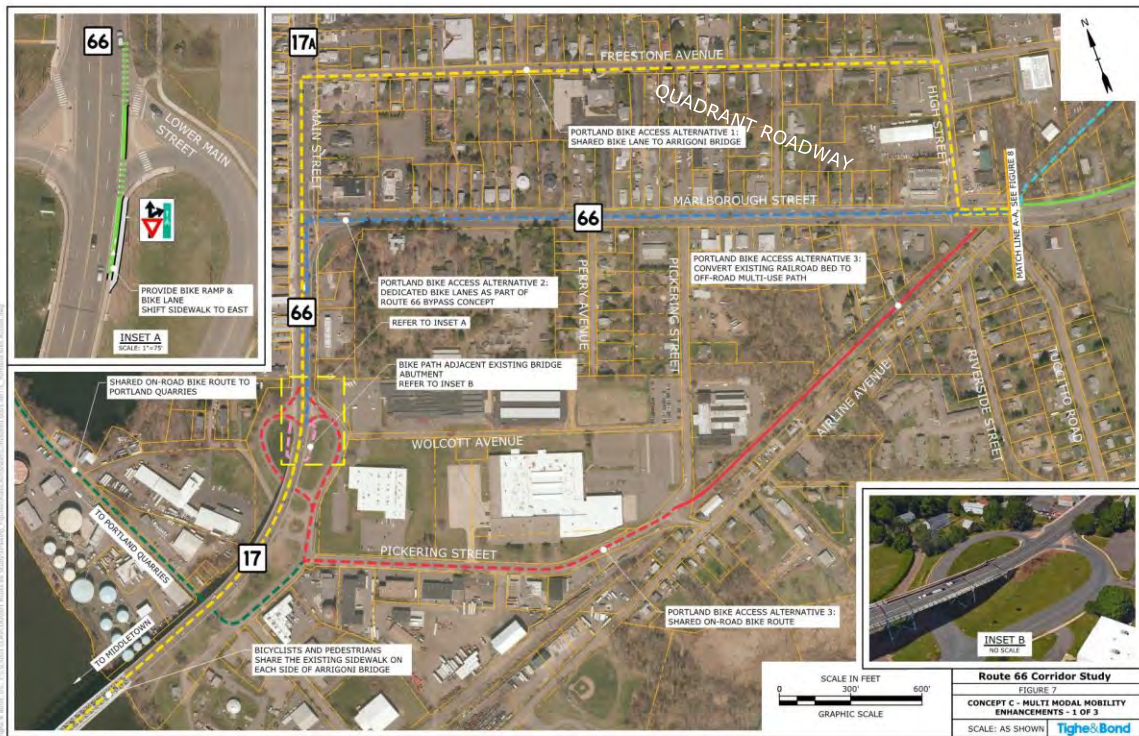 66
LOWER MAIN
STREET
PROVIDE BIKE RAMP &
BIKE LANE
SHIFT SIDEWALK TO EAST
INSET A
SCALE: 1"=75'
17A
FREESTONE AVENUE
QUADRANT ROADWAY
HIGH STREET
N
MAIN STREET
PORTLAND BIKE ACCESS ALTERNATIVE 1:
SHARED BIKE LANE TO ARRIGONI BRIDGE
MARLBOROUGH STREET
66
MATCH LINE A-A, SEE FIGURE 8
PERRY AVENUE
PICKERING STREET
PORTLAND BIKE ACCESS ALTERNATIVE 2:
DEDICATED BIKE LANES AS PART OF
ROUTE 66 BYPASS CONCEPT
PORTLAND BIKE ACCESS ALTERNATIVE 3:
CONVERT EXISTING RAILROAD BED TO
OFF-ROAD MULTI-USE PATH
66
REFER TO INSET A
BIKE PATH ADJACENT EXISTING BRIDGE
ABUTMENT
REFER TO INSET B
SHARED ON-ROAD BIKE ROUTE TO
PORTLAND QUARRIES
WOLCOTT AVENUE
AIRLINE AVENUE
RIVERSIDE STREET
TUCCITTO ROAD
TO PORTLAND QUARRIES
17
PICKERING STREET
TO MIDDLETOWN
PORTLAND BIKE ACCESS ALTERNATIVE 3:
SHARED ON-ROAD BIKE ROUTE
BICYCLISTS AND PEDESTRIANS
SHARE THE EXISTING SIDEWALK ON
EACH SIDE OF ARRIGONI BRIDGE
INSET B
NO SCALE
SCALE IN FEET
0 300' 600'
GRAPHIC SCALE
Route 66 Corridor Study
FIGURE 7
CONCEPT C - MULTI MODAL MOBILITY
ENHANCEMENTS - 1 OF 3
SCALE: AS SHOWN
Tighe&Bond